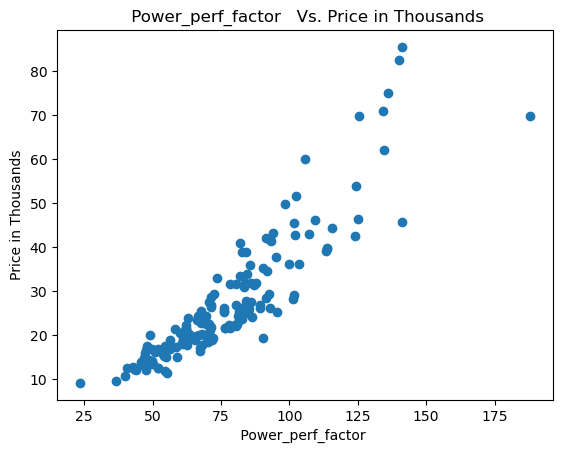 Power_perf_factor   Vs. Price in Thousands
80
70
60
50
40
30
20
10
Price in Thousands
25 50 75 100 125 150 175
Power_perf_factor